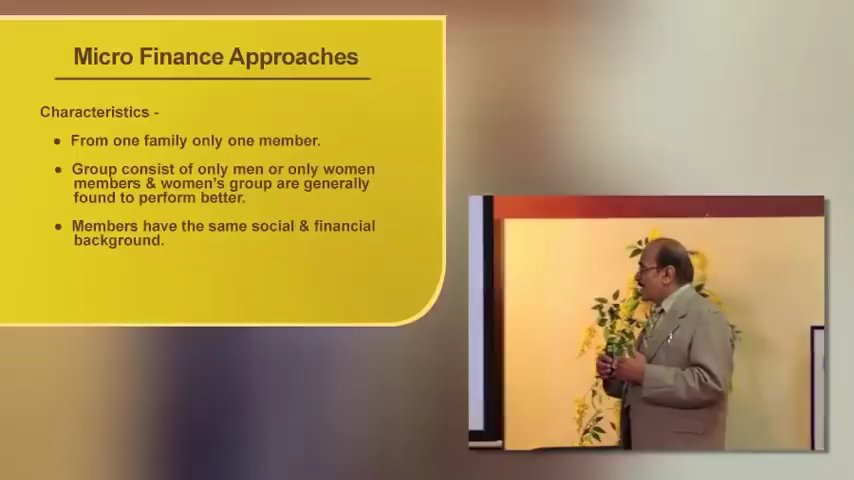 Micro Finance Approaches
Characteristics -
● From one family only one member.
● Group consist of only men or only women
members & women's group are generally
found to perform better.
● Members have the same social & financial
background.